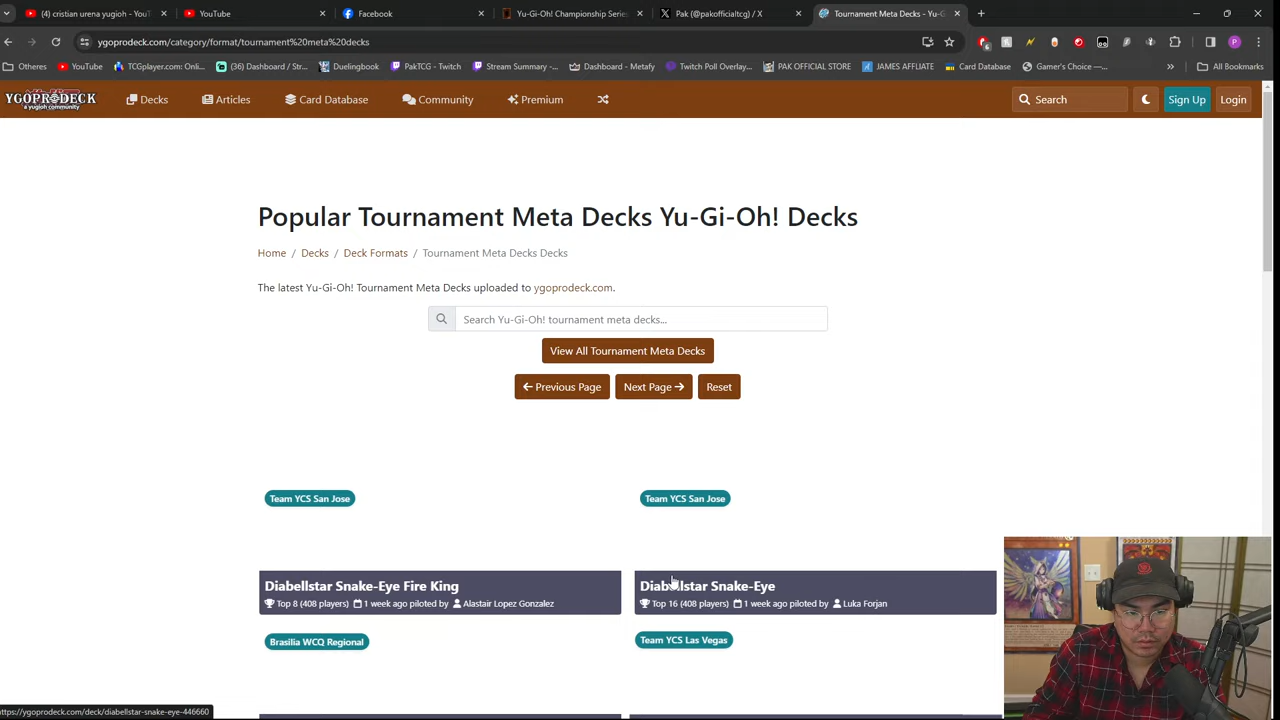 (4) cristian urena yugioh - YouT
YouTube
Facebook
Yu-Gi-Oh! Championship Series
Pak (@pakofficialtcg) / X
Tournament Meta Decks - Yu-G
ygoprodeck.com/category/format/tournament%20meta%20decks
Otheres
YouTube
TCGplayer.com: Onli...
(36) Dashboard / Str...
Duelingbook
PakTCG - Twitch
Stream Summary -...
Dashboard - Metafy
Twitch Poll Overlay...
PAK OFFICIAL STORE
JAMES AFFLIATE
Card Database
Gamer's Choice —...
All Bookmarks
YGOPRODECK
a yugioh community
Decks
Articles
Card Database
Community
Premium
Search
Sign Up
Login
Popular Tournament Meta Decks Yu-Gi-Oh! Decks
Home / Decks / Deck Formats / Tournament Meta Decks Decks
The latest Yu-Gi-Oh! Tournament Meta Decks uploaded to ygoprodeck.com.
Search Yu-Gi-Oh! tournament meta decks...
View All Tournament Meta Decks
Previous Page
Next Page
Reset
Team YCS San Jose
Team YCS San Jose
Diabellstar Snake-Eye Fire King
Top 8 (408 players) 1 week ago piloted by Alastair Lopez Gonzalez
Diabellstar Snake-Eye
Top 16 (408 players) 1 week ago piloted by Luka Forjan
Brasilia WCQ Regional
Team YCS Las Vegas
https://ygoprodeck.com/deck/diabellstar-snake-eye-446660